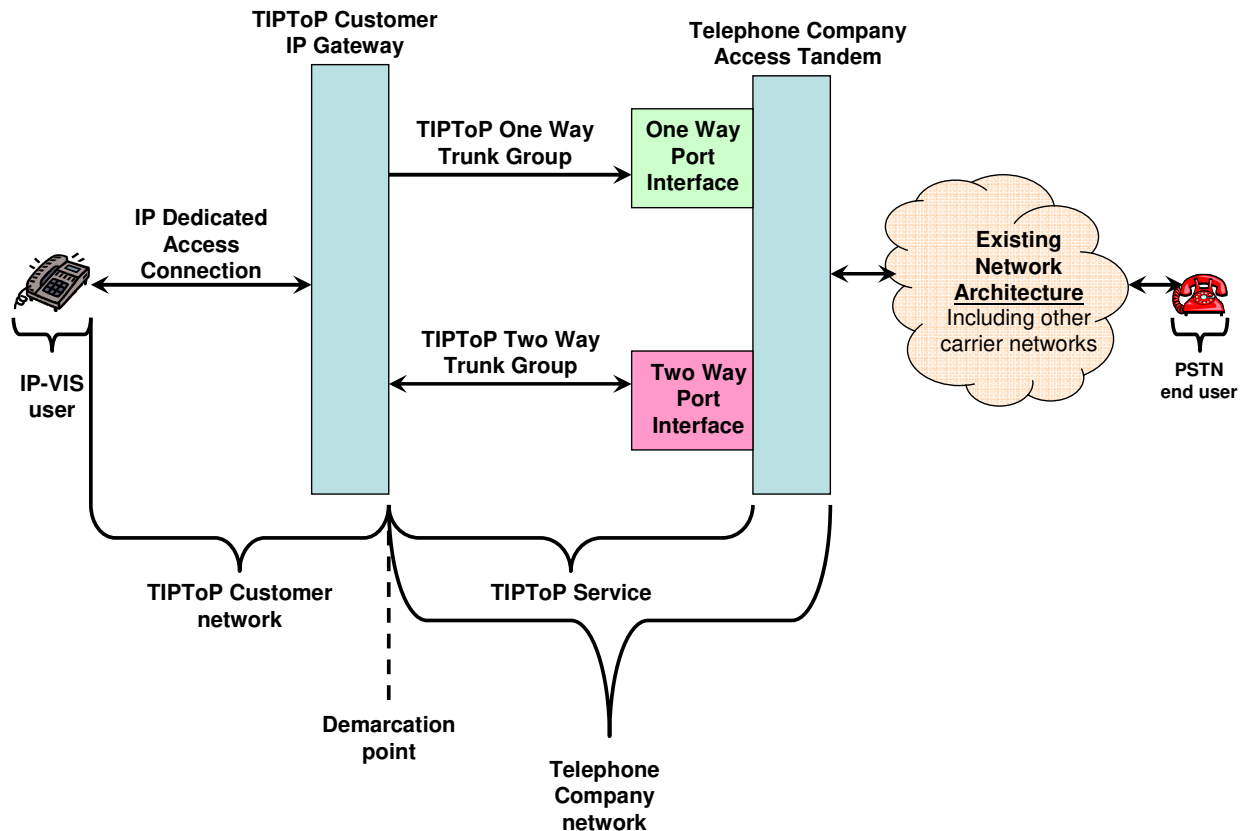 TIPToP Customer
IP Gateway
Telephone Company
Access Tandem
TIPToP One Way
Trunk Group
One Way
Port
Interface
IP Dedicated
Access
Connection
Existing
Network
Architecture
Including other
carrier networks
TIPToP Two Way
Trunk Group
Two Way
Port
Interface
IP-VIS
user
PSTN
end user
TIPToP Customer
network
TIPToP Service
Demarcation
point
Telephone
Company
network